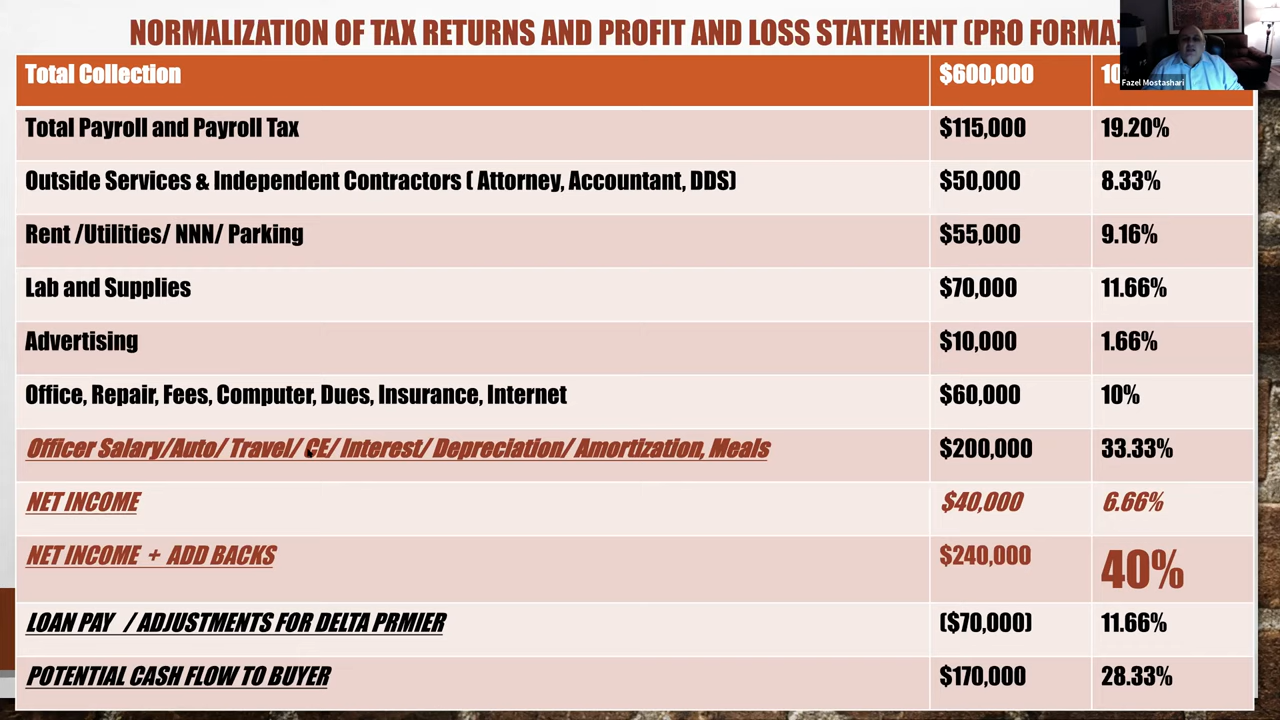 NORMALIZATION OF TAX RETURNS AND PROFIT AND LOSS STATEMENT (PRO FORMA
Fazel Mostashari
Total Collection $600,000 10
Total Payroll and Payroll Tax $115,000 19.20%
Outside Services & Independent Contractors ( Attorney, Accountant, DDS) $50,000 8.33%
Rent /Utilities/ NNN/ Parking $55,000 9.16%
Lab and Supplies $70,000 11.66%
Advertising $10,000 1.66%
Office, Repair, Fees, Computer, Dues, Insurance, Internet $60,000 10%
Officer Salary/Auto/ Travel/ CE/ Interest/ Depreciation/ Amortization, Meals $200,000 33.33%
NET INCOME $40,000 6.66%
NET INCOME + ADD BACKS $240,000 40%
LOAN PAY / ADJUSTMENTS FOR DELTA PRMIER ($70,000) 11.66%
POTENTIAL CASH FLOW TO BUYER $170,000 28.33%